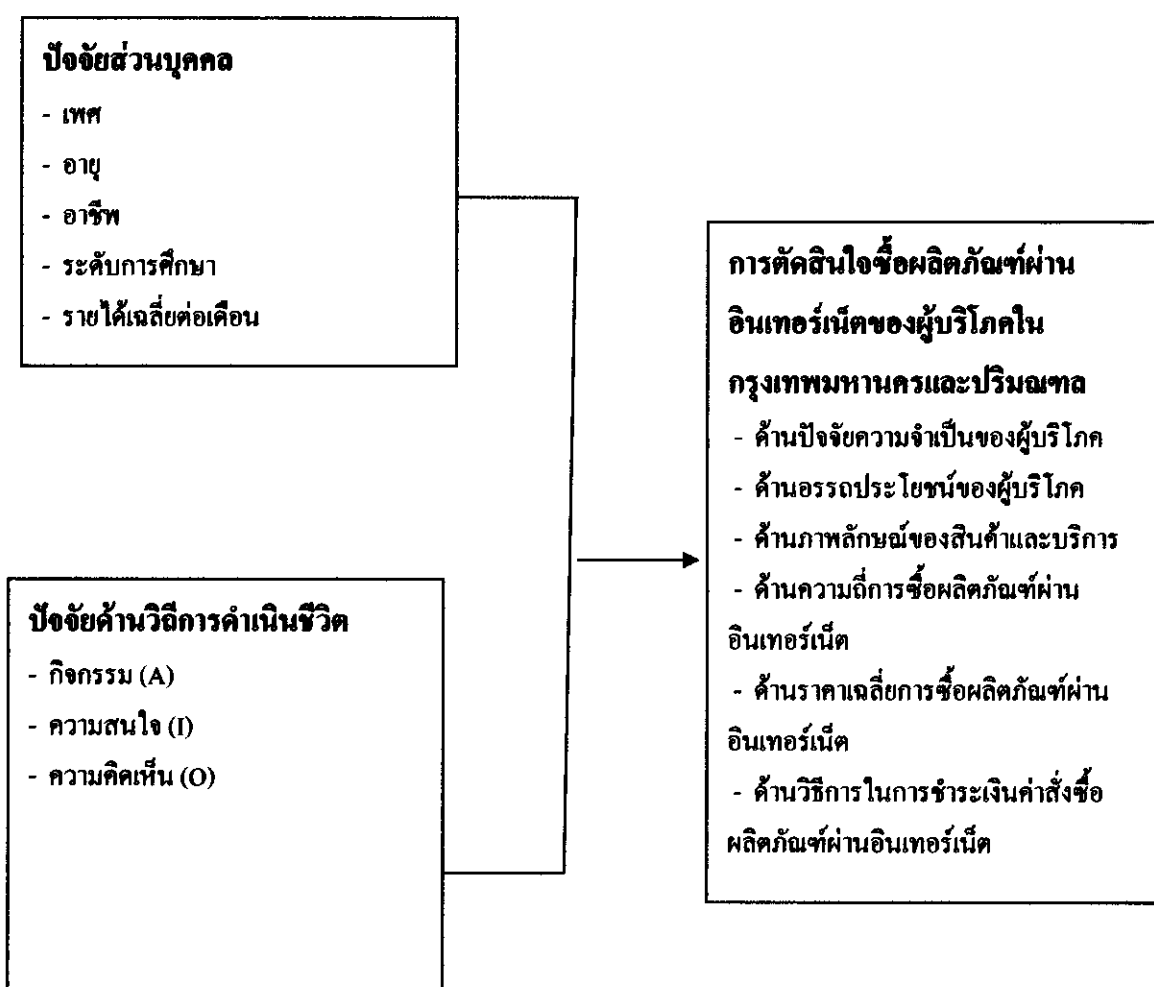 ปัจจัยส่วนบุคคล
- เพศ
- อายุ
- อาชีพ
- ระดับการศึกษา
- รายได้เฉลี่ยต่อเดือน
ปัจจัยด้านวิถีการดำเนินชีวิต
- กิจกรรม (A)
- ความสนใจ (I)
- ความคิดเห็น (O)
การตัดสินใจซื้อผลิตภัณฑ์ผ่าน
อินเทอร์เน็ตของผู้บริโภคใน
กรุงเทพมหานครและปริมณฑล
- ด้านปัจจัยความจำเป็นของผู้บริโภค
- ด้านอรรถประโยชน์ของผู้บริโภค
- ด้านภาพลักษณ์ของสินค้าและบริการ
- ด้านความถี่การซื้อผลิตภัณฑ์ผ่าน
อินเทอร์เน็ต
- ด้านราคาเฉลี่ยการซื้อผลิตภัณฑ์ผ่าน
อินเทอร์เน็ต
- ด้านวิธีการในการชำระเงินค่าสั่งซื้อ
ผลิตภัณฑ์ผ่านอินเทอร์เน็ต